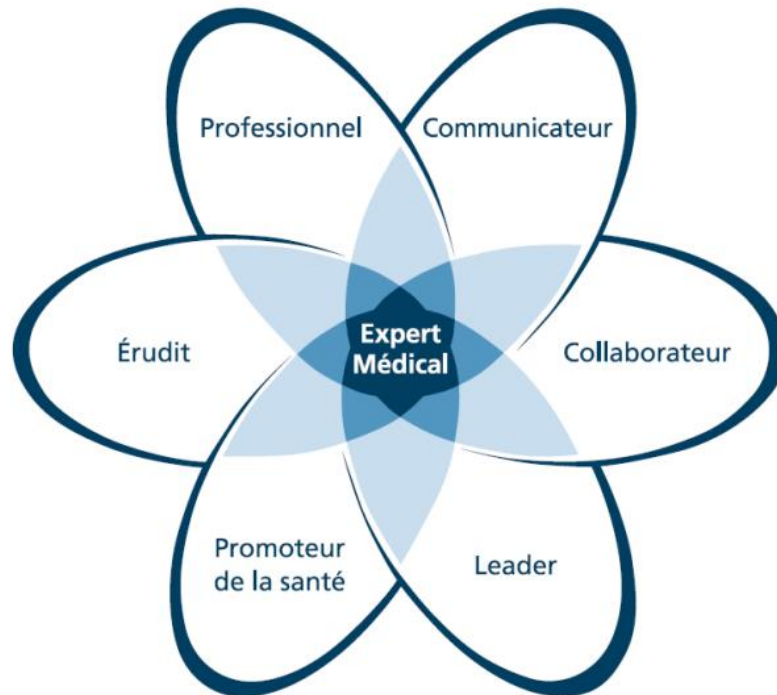 Professionnel
Communicateur
Érudit
Expert
Médical
Collaborateur
Promoteur
de la santé
Leader